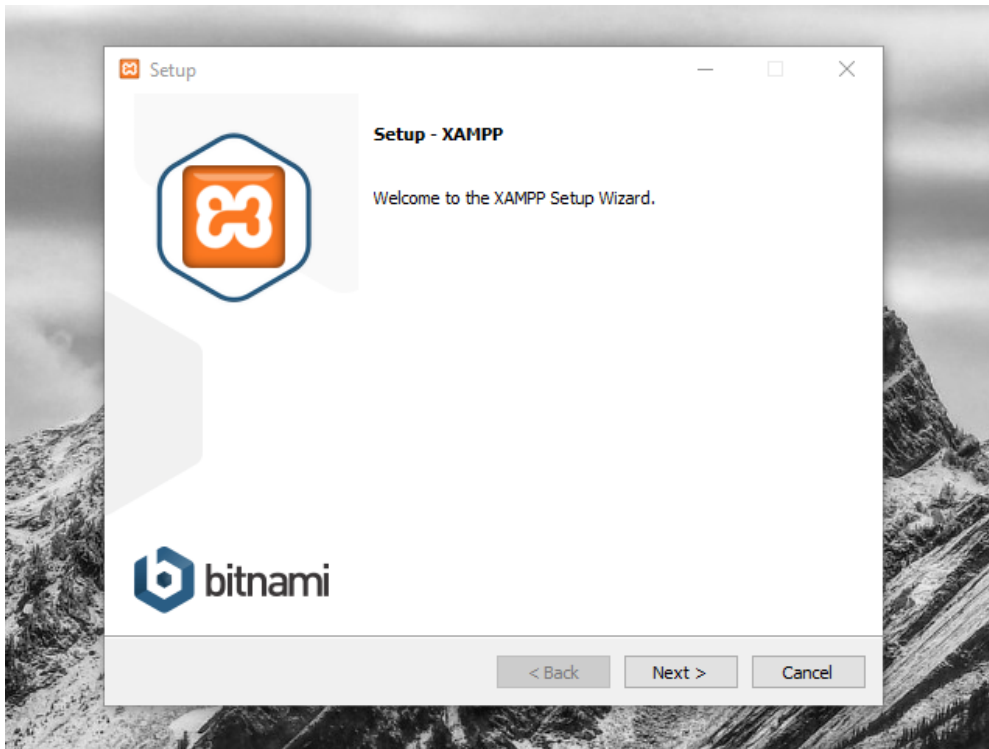 Setup
Setup - XAMPP
Welcome to the XAMPP Setup Wizard.
bitnami
< Back
Next >
Cancel